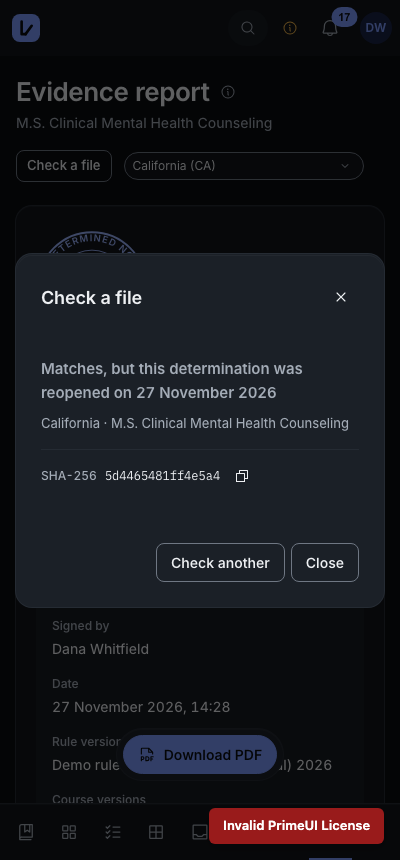 17
DW
Evidence report
M.S. Clinical Mental Health Counseling
Check a file
California (CA)
Check a file
Matches, but this determination was
reopened on 27 November 2026
California · M.S. Clinical Mental Health Counseling
SHA-256 5d4465481ff4e5a4
Check another
Close
Signed by
Dana Whitfield
Date
27 November 2026, 14:28
Rule version
Demo rule
2026
PDF
Download PDF
Course versions
Invalid PrimeUI License